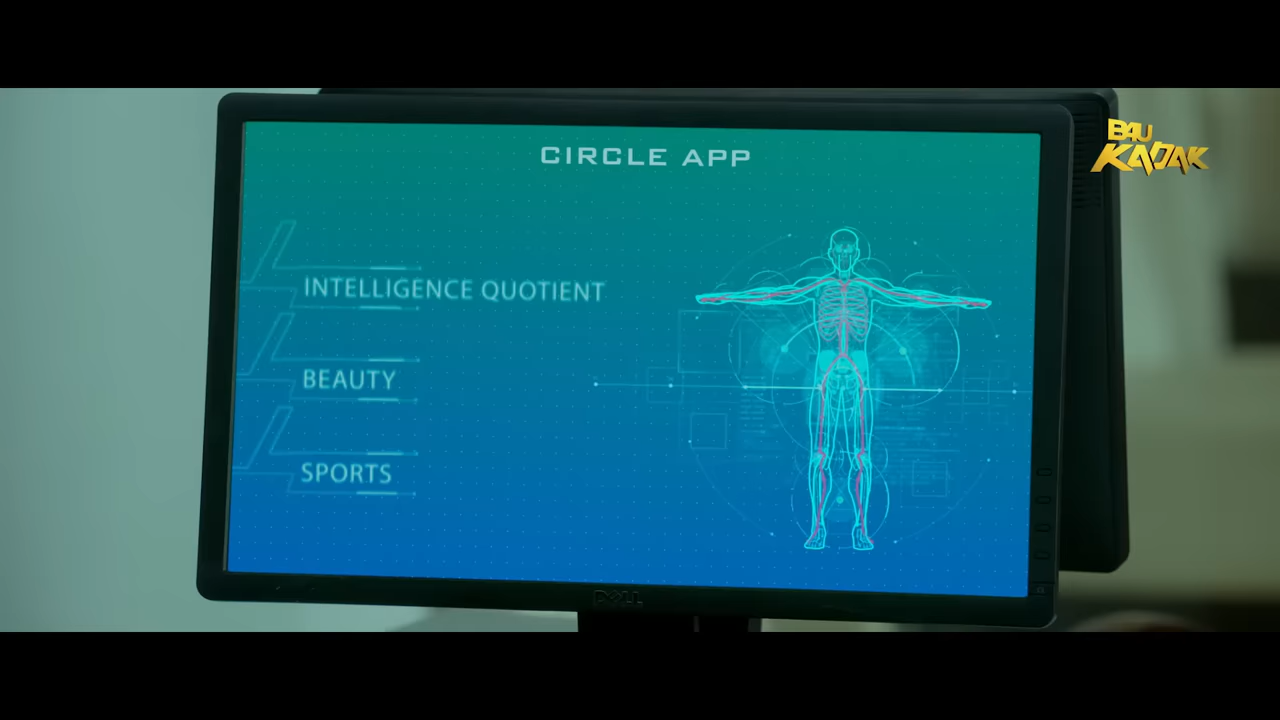 CIRCLE APP
B4U
KADAK
INTELLIGENCE QUOTIENT
BEAUTY
SPORTS
DELL